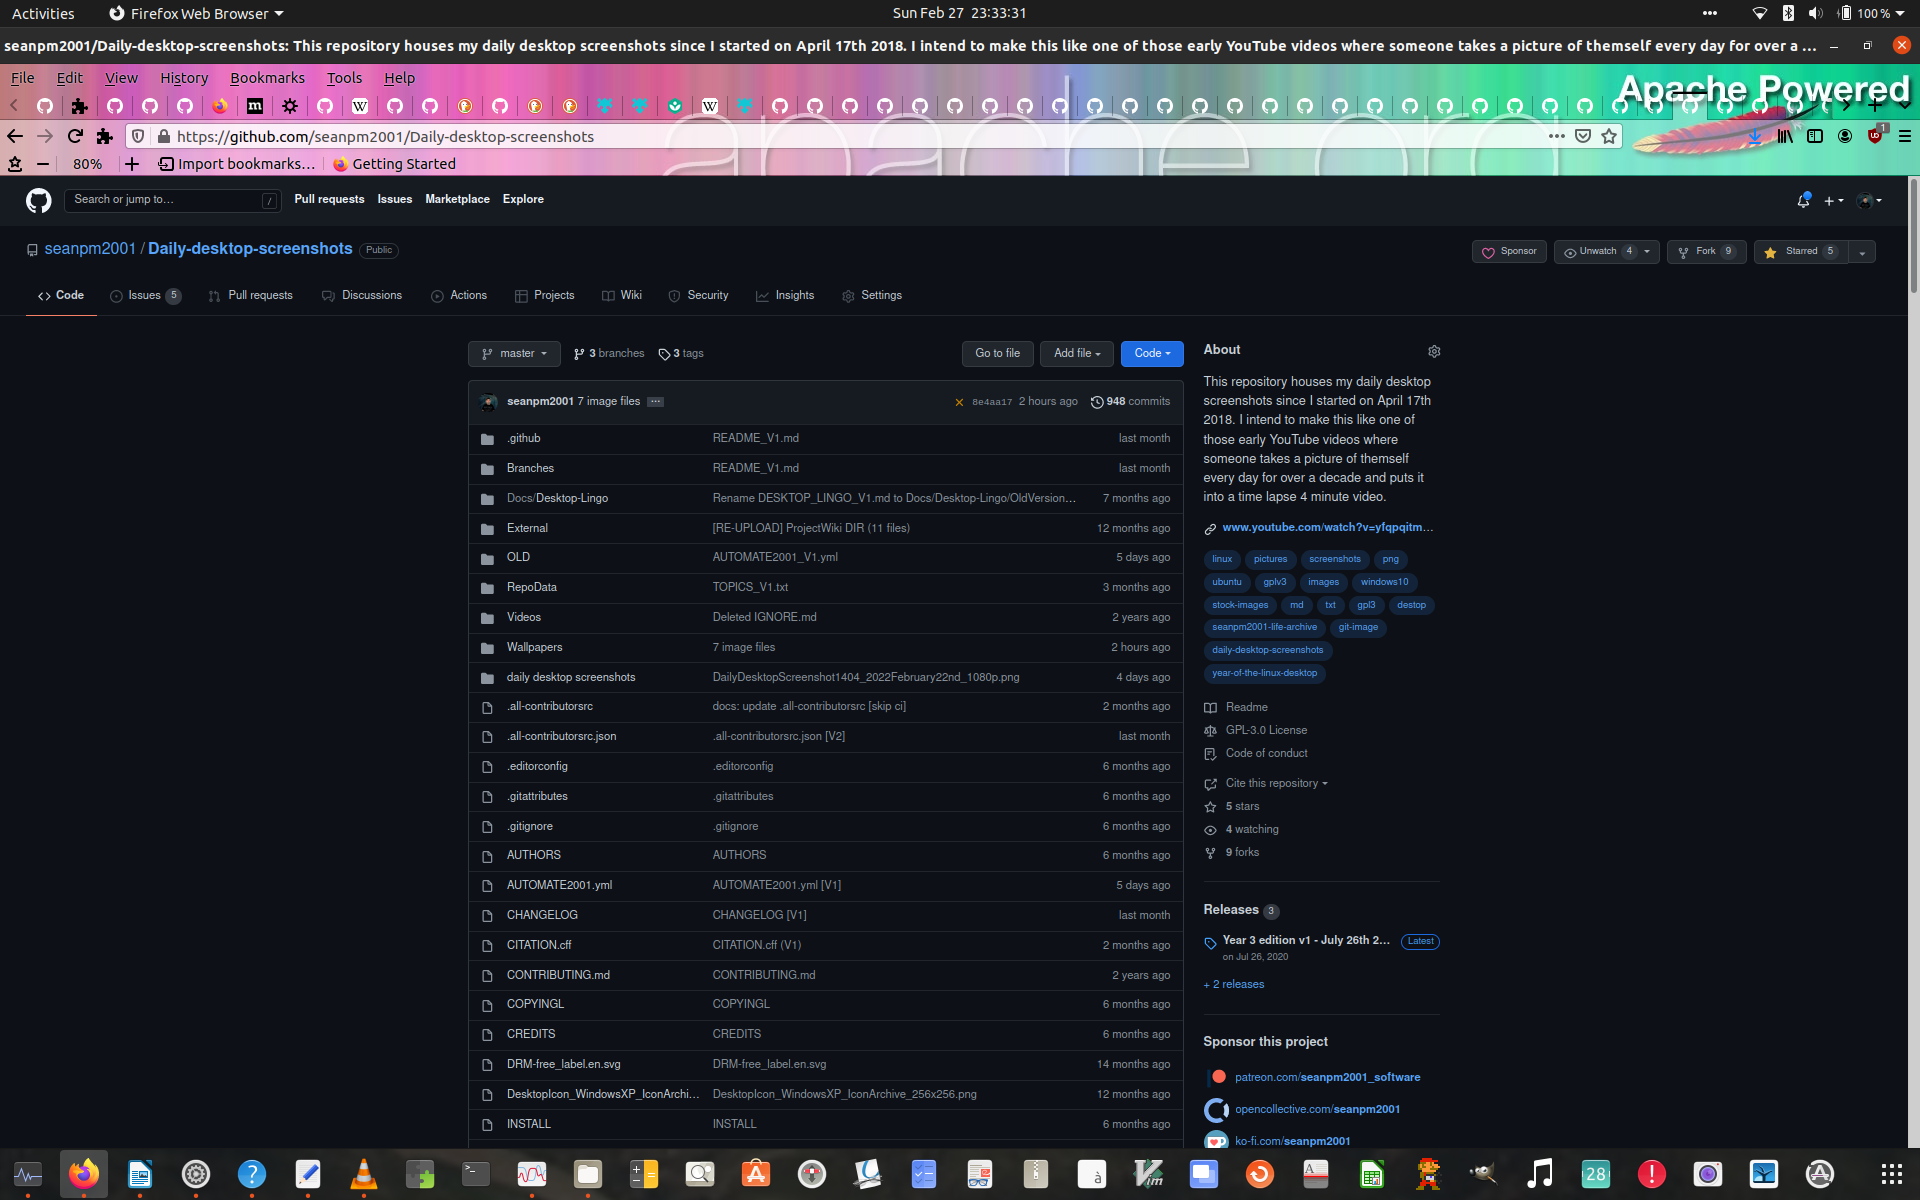 Activities
Firefox Web Browser
Sun Feb 27 23:33:31
100 %
seanpm2001/Daily-desktop-screenshots: This repository houses my daily desktop screenshots since I started on April 17th 2018. I intend to make this like one of those early YouTube videos where someone takes a picture of themself every day for over a ...
File Edit View History Bookmarks Tools Help
Apache Powered
https://github.com/seanpm2001/Daily-desktop-screenshots
80%
Import bookmarks...
Getting Started
Search or jump to...
/
Pull requests Issues Marketplace Explore
seanpm2001 / Daily-desktop-screenshots Public
Sponsor
Unwatch 4
Fork 9
Starred 5
Code
Issues 5
Pull requests
Discussions
Actions
Projects
Wiki
Security
Insights
Settings
master
3 branches
3 tags
Go to file
Add file
Code
seanpm2001 7 image files ... 8e4aa17 2 hours ago 948 commits
.github README_V1.md last month
Branches README_V1.md last month
Docs/Desktop-Lingo Rename DESKTOP_LINGO_V1.md to Docs/Desktop-Lingo/OldVersion... 7 months ago
External [RE-UPLOAD] ProjectWiki DIR (11 files) 12 months ago
OLD AUTOMATE2001_V1.yml 5 days ago
RepoData TOPICS_V1.txt 3 months ago
Videos Deleted IGNORE.md 2 years ago
Wallpapers 7 image files 2 hours ago
daily desktop screenshots DailyDesktopScreenshot1404_2022February22nd_1080p.png 4 days ago
.all-contributorsrc docs: update .all-contributorsrc [skip ci] 2 months ago
.all-contributorsrc.json .all-contributorsrc.json [V2] last month
.editorconfig .editorconfig 6 months ago
.gitattributes .gitattributes 6 months ago
.gitignore .gitignore 6 months ago
AUTHORS AUTHORS 6 months ago
AUTOMATE2001.yml AUTOMATE2001.yml [V1] 5 days ago
CHANGELOG CHANGELOG [V1] last month
CITATION.cff CITATION.cff (V1) 2 months ago
CONTRIBUTING.md CONTRIBUTING.md 2 years ago
COPYINGL COPYINGL 6 months ago
CREDITS CREDITS 6 months ago
DRM-free_label.en.svg DRM-free_label.en.svg 14 months ago
DesktopIcon_WindowsXP_IconArchi... DesktopIcon_WindowsXP_IconArchive_256x256.png 12 months ago
INSTALL INSTALL 6 months ago
About
This repository houses my daily desktop
screenshots since I started on April 17th
2018. I intend to make this like one of
those early YouTube videos where
someone takes a picture of themself
every day for over a decade and puts it
into a time lapse 4 minute video.
www.youtube.com/watch?v=yfqpqitm...
linux pictures screenshots png
ubuntu gplv3 images windows10
stock-images md txt gpl3 destop
seanpm2001-life-archive git-image
daily-desktop-screenshots
year-of-the-linux-desktop
Readme
GPL-3.0 License
Code of conduct
Cite this repository
5 stars
4 watching
9 forks
Releases 3
Year 3 edition v1 - July 26th 2... Latest
on Jul 26, 2020
+ 2 releases
Sponsor this project
patreon.com/seanpm2001_software
opencollective.com/seanpm2001
ko-fi.com/seanpm2001
28